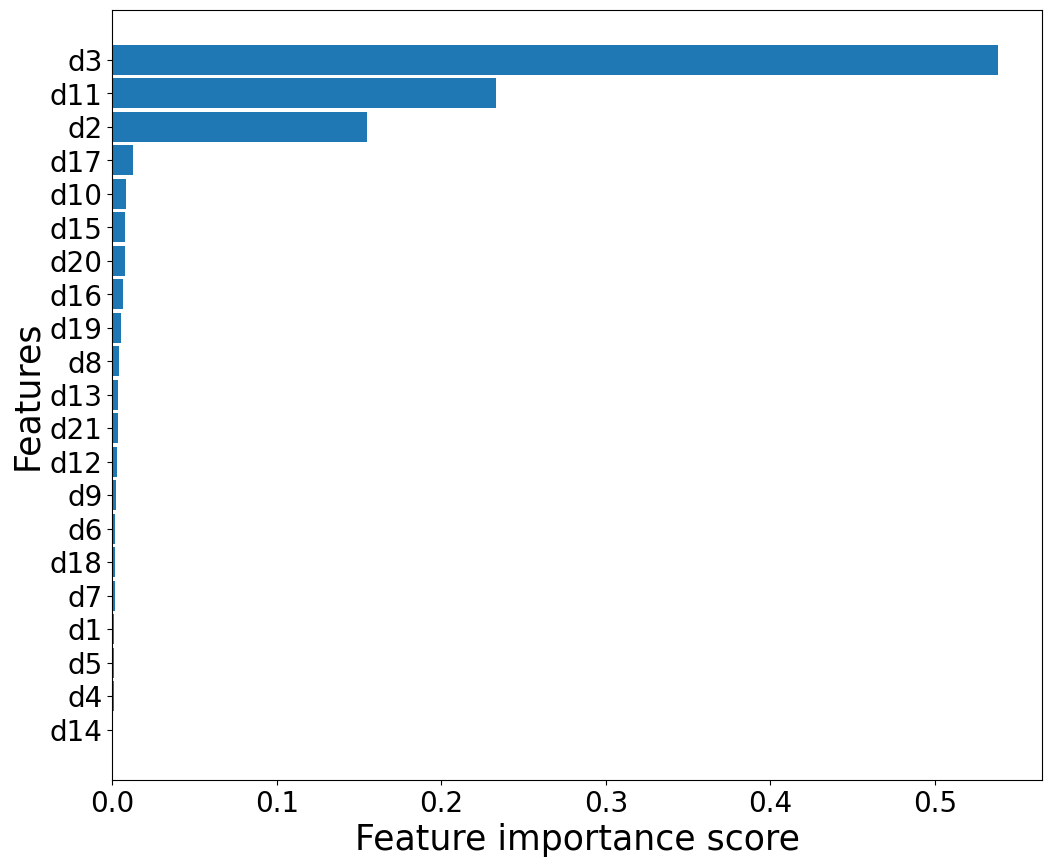 d3
d11
d2
d17
d10
d15
d20
d16
d19
d8
d13
d21
d12
d9
d6
d18
d7
d1
d5
d4
d14
Features
0.0 0.1 0.2 0.3 0.4 0.5
Feature importance score